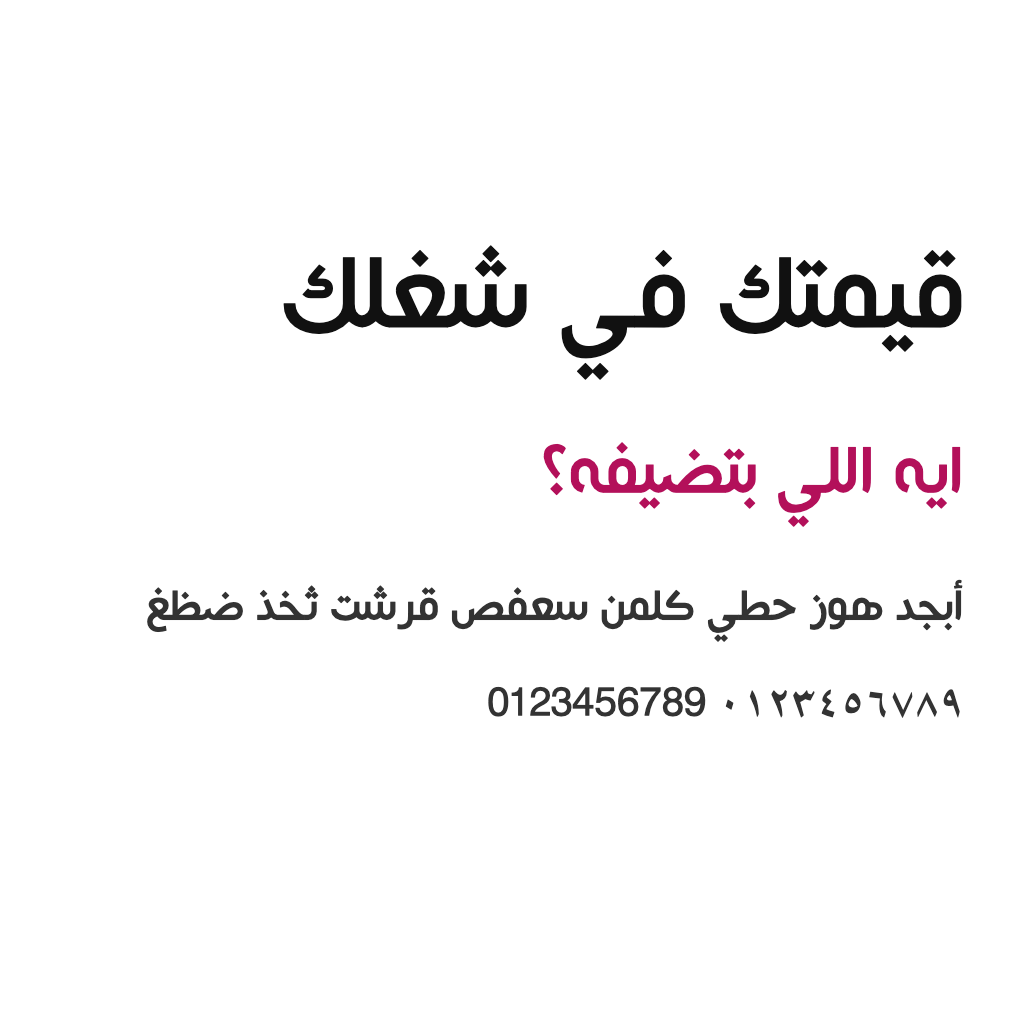 قيمتك في شغلك
ايه اللي بتضيفه؟
أبجد هوز حطي كلمن سعفص قرشت ثخذ ضظغ
٠١٢٣٤٥٦٧٨٩ 0123456789